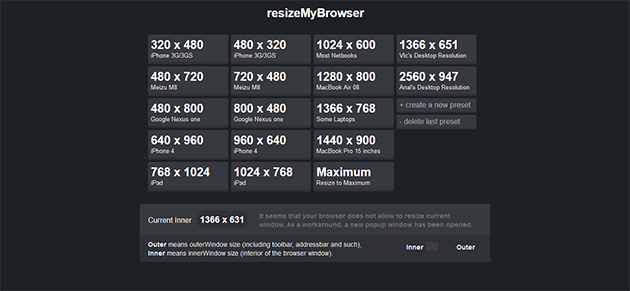 resizeMyBrowser
320 x 480
iPhone 3G/3GS
480 x 320
iPhone 3G/3GS
1024 x 600
Most Netbooks
1366 x 651
Vlc's Desktop Resolution
480 x 720
Meizu M8
720 x 480
Meizu M8
1280 x 800
MacBook Air 08
2560 x 947
Anal's Desktop Resolution
480 x 800
Google Nexus one
800 x 480
Google Nexus one
1366 x 768
Some Laptops
+ create a new preset
- delete last preset
640 x 960
iPhone 4
960 x 640
iPhone 4
1440 x 900
MacBook Pro 15 inches
768 x 1024
iPad
1024 x 768
iPad
Maximum
Resize to Maximum
Current Inner 1366 x 631
It seems that your browser does not allow to resize current
window. As a workaround, a new popup window has been opened.
Outer means outerWindow size (including toolbar, addressbar and such),
Inner means innerWindow size (interior of the browser window).
Inner Outer